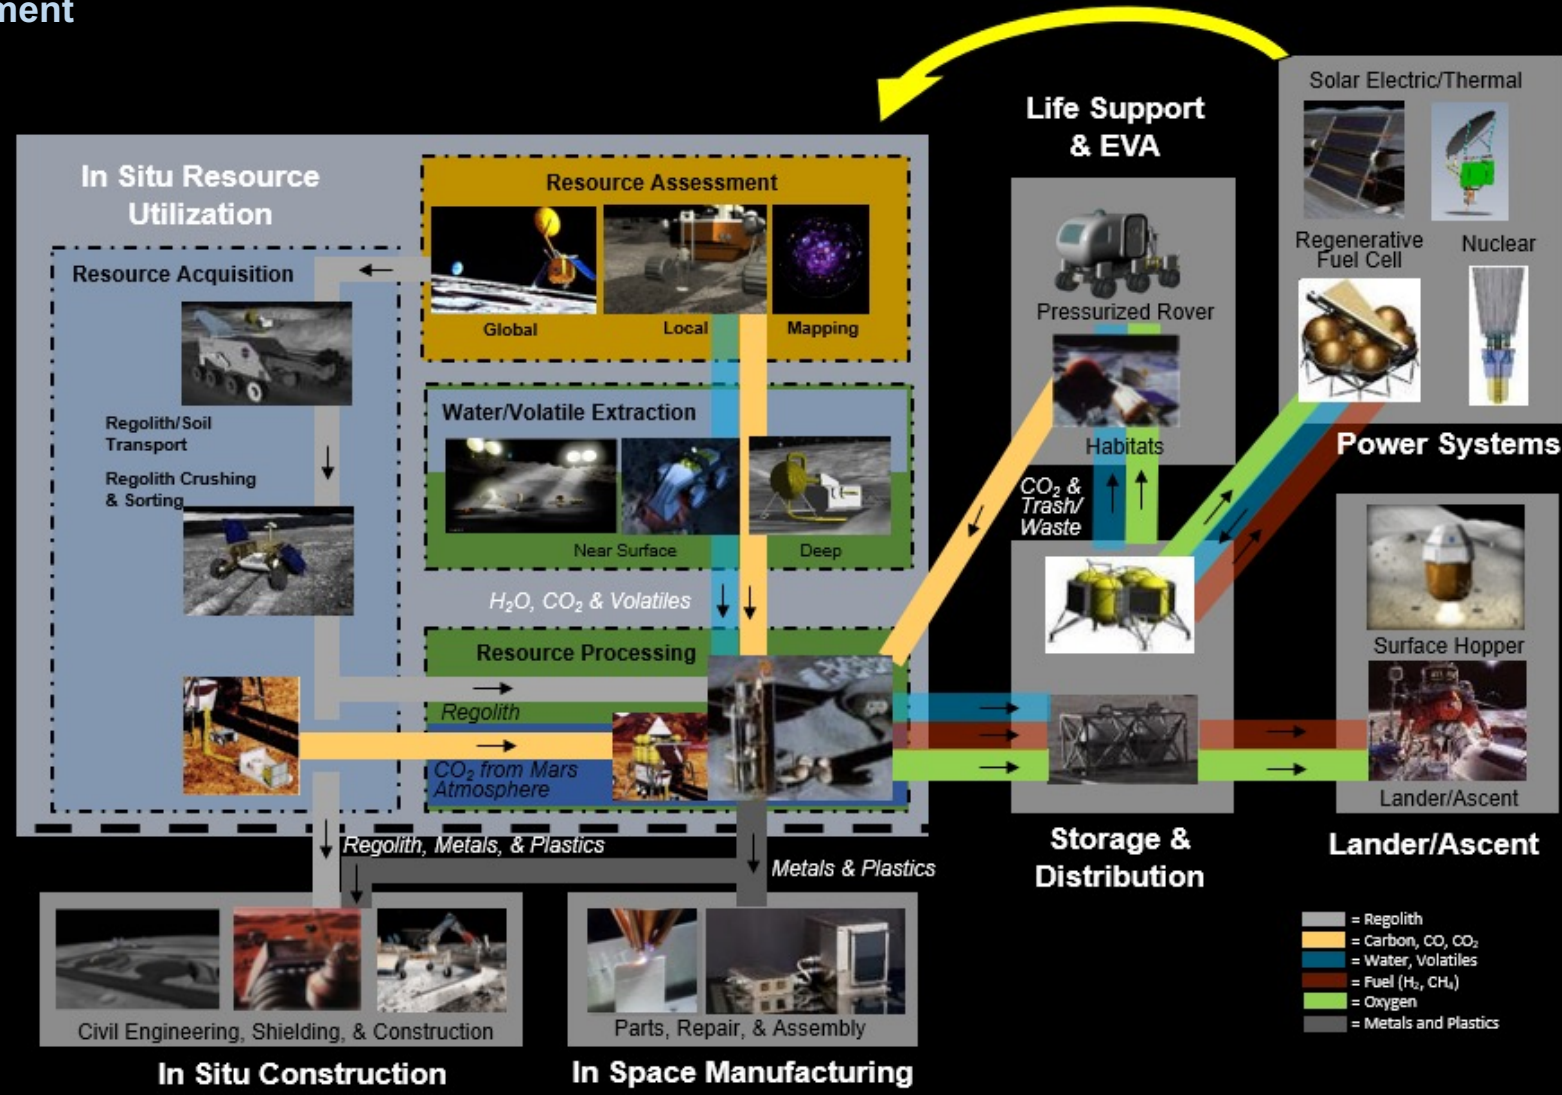 ment
In Situ Resource
Utilization
Resource Assessment
Global
Local
Mapping
Resource Acquisition
Regolith/Soil
Transport
Regolith Crushing
& Sorting
Water/Volatile Extraction
Near Surface
Deep
H₂O, CO₂ & Volatiles
Resource Processing
Regolith
CO₂ from Mars
Atmosphere
Regolith, Metals, & Plastics
Metals & Plastics
Civil Engineering, Shielding, & Construction
In Situ Construction
Parts, Repair, & Assembly
In Space Manufacturing
Life Support
& EVA
Pressurized Rover
Habitats
CO₂ &
Trash/
Waste
Storage &
Distribution
Solar Electric/Thermal
Regenerative
Fuel Cell
Nuclear
Power Systems
Surface Hopper
Lander/Ascent
Lander/Ascent
= Regolith
= Carbon, CO, CO₂
= Water, Volatiles
= Fuel (H₂, CH₄)
= Oxygen
= Metals and Plastics